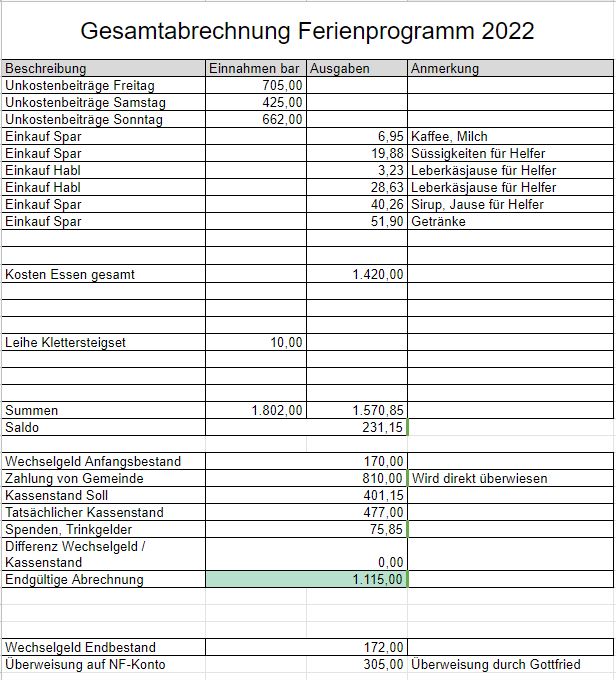 Gesamtabrechnung Ferienprogramm 2022
Beschreibung Einnahmen bar Ausgaben Anmerkung
Unkostenbeiträge Freitag 705,00
Unkostenbeiträge Samstag 425,00
Unkostenbeiträge Sonntag 662,00
Einkauf Spar 6,95 Kaffee, Milch
Einkauf Spar 19,88 Süssigkeiten für Helfer
Einkauf Habl 3,23 Leberkäsjause für Helfer
Einkauf Habl 28,63 Leberkäsjause für Helfer
Einkauf Spar 40,26 Sirup, Jause für Helfer
Einkauf Spar 51,90 Getränke
Kosten Essen gesamt 1.420,00
Leihe Klettersteigset 10,00
Summen 1.802,00 1.570,85
Saldo 231,15
Wechselgeld Anfangsbestand 170,00
Zahlung von Gemeinde 810,00 Wird direkt überwiesen
Kassenstand Soll 401,15
Tatsächlicher Kassenstand 477,00
Spenden, Trinkgelder 75,85
Differenz Wechselgeld /
Kassenstand 0,00
Endgültige Abrechnung 1.115,00
Wechselgeld Endbestand 172,00
Überweisung auf NF-Konto 305,00 Überweisung durch Gottfried